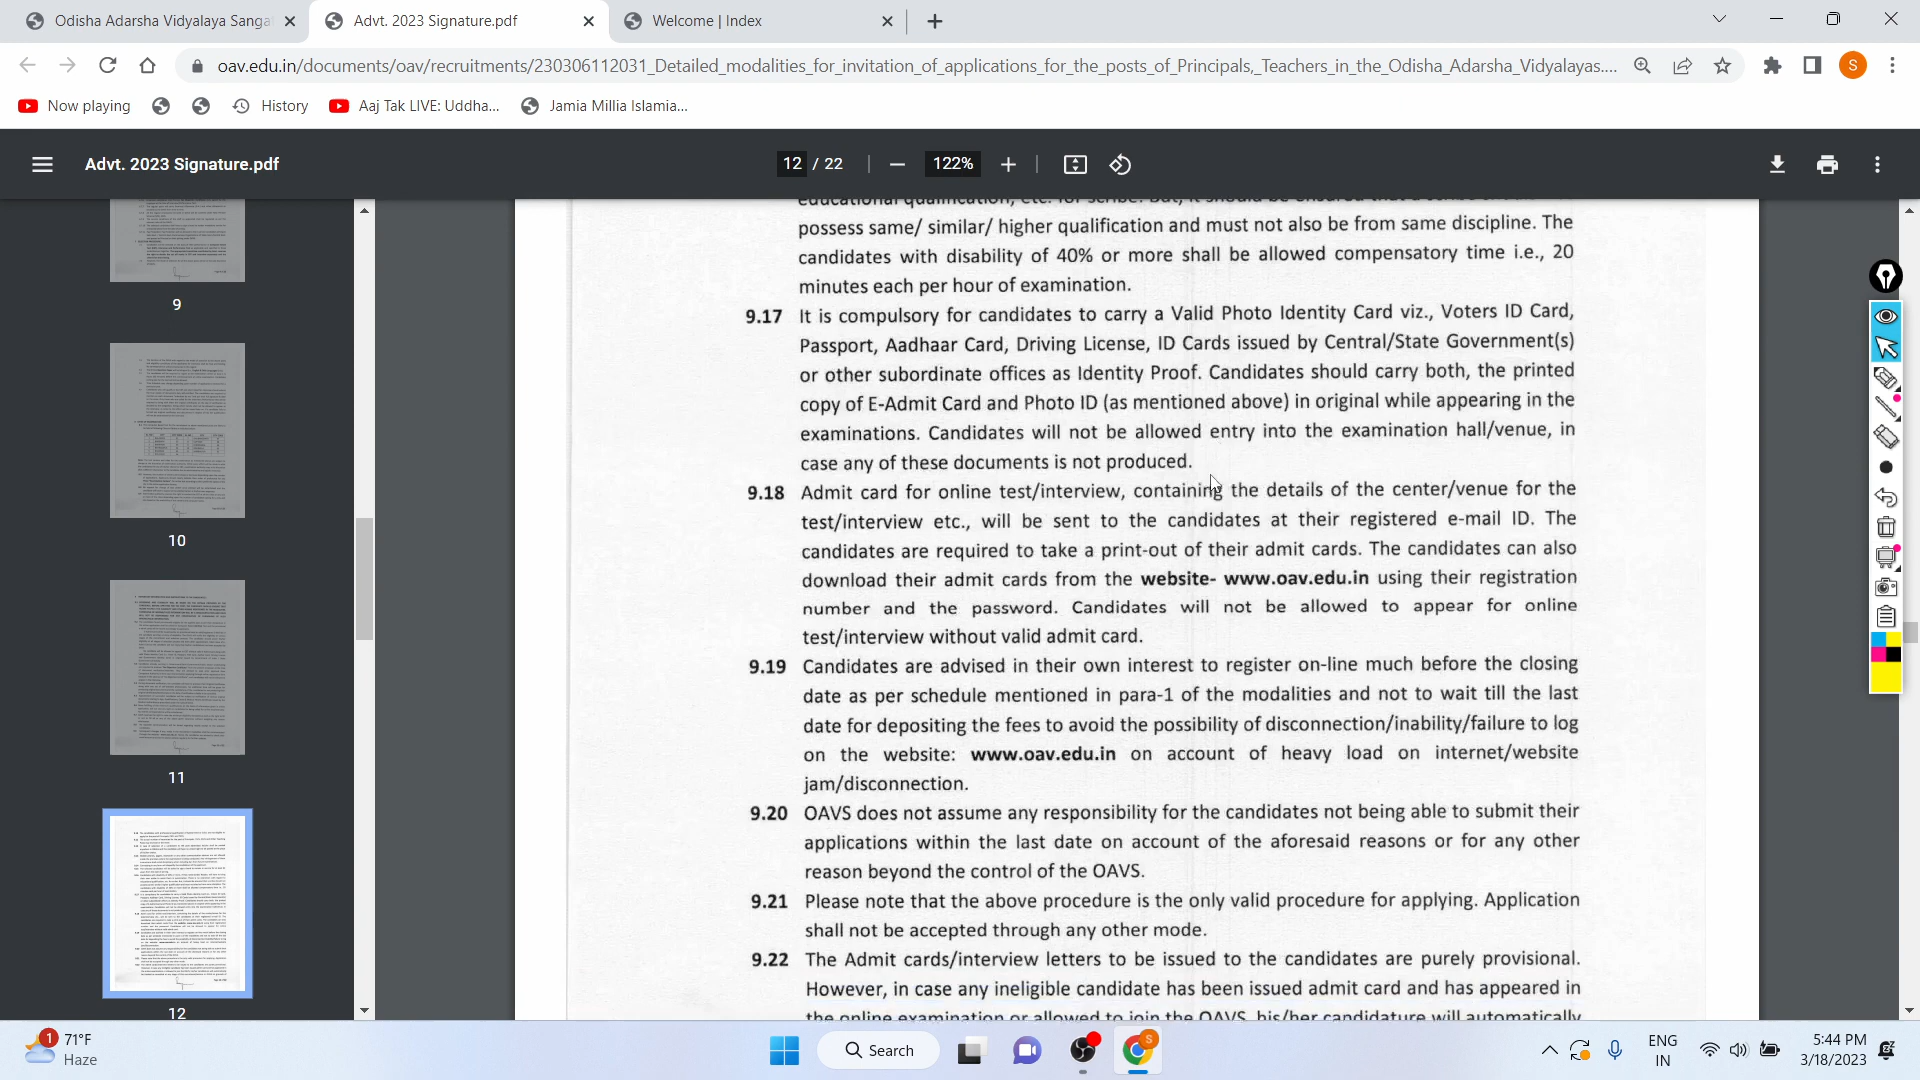 Odisha Adarsha Vidyalaya Sanga
Advt. 2023 Signature.pdf
Welcome | Index
oav.edu.in/documents/oav/recruitments/230306112031_Detailed_modalities_for_invitation_of_applications_for_the_posts_of_Principals,_Teachers_in_the_Odisha_Adarsha_Vidyalayas....
S
Now playing
History
Aaj Tak LIVE: Uddha...
Jamia Millia Islamia...
Advt. 2023 Signature.pdf
12 / 22
122%
9
10
11
12
possess same/ similar/ higher qualification and must not also be from same discipline. The
candidates with disability of 40% or more shall be allowed compensatory time i.e., 20
minutes each per hour of examination.
9.17 It is compulsory for candidates to carry a Valid Photo Identity Card viz., Voters ID Card,
Passport, Aadhaar Card, Driving License, ID Cards issued by Central/State Government(s)
or other subordinate offices as Identity Proof. Candidates should carry both, the printed
copy of E-Admit Card and Photo ID (as mentioned above) in original while appearing in the
examinations. Candidates will not be allowed entry into the examination hall/venue, in
case any of these documents is not produced.
9.18 Admit card for online test/interview, containing the details of the center/venue for the
test/interview etc., will be sent to the candidates at their registered e-mail ID. The
candidates are required to take a print-out of their admit cards. The candidates can also
download their admit cards from the website- www.oav.edu.in using their registration
number and the password. Candidates will not be allowed to appear for online
test/interview without valid admit card.
9.19 Candidates are advised in their own interest to register on-line much before the closing
date as per schedule mentioned in para-1 of the modalities and not to wait till the last
date for depositing the fees to avoid the possibility of disconnection/inability/failure to log
on the website: www.oav.edu.in on account of heavy load on internet/website
jam/disconnection.
9.20 OAVS does not assume any responsibility for the candidates not being able to submit their
applications within the last date on account of the aforesaid reasons or for any other
reason beyond the control of the OAVS.
9.21 Please note that the above procedure is the only valid procedure for applying. Application
shall not be accepted through any other mode.
9.22 The Admit cards/interview letters to be issued to the candidates are purely provisional.
However, in case any ineligible candidate has been issued admit card and has appeared in
the online examination or allowed to join the OAVS, his/her candidature will automatically
1
71°F
Haze
Search
S
ENG
IN
5:44 PM
3/18/2023